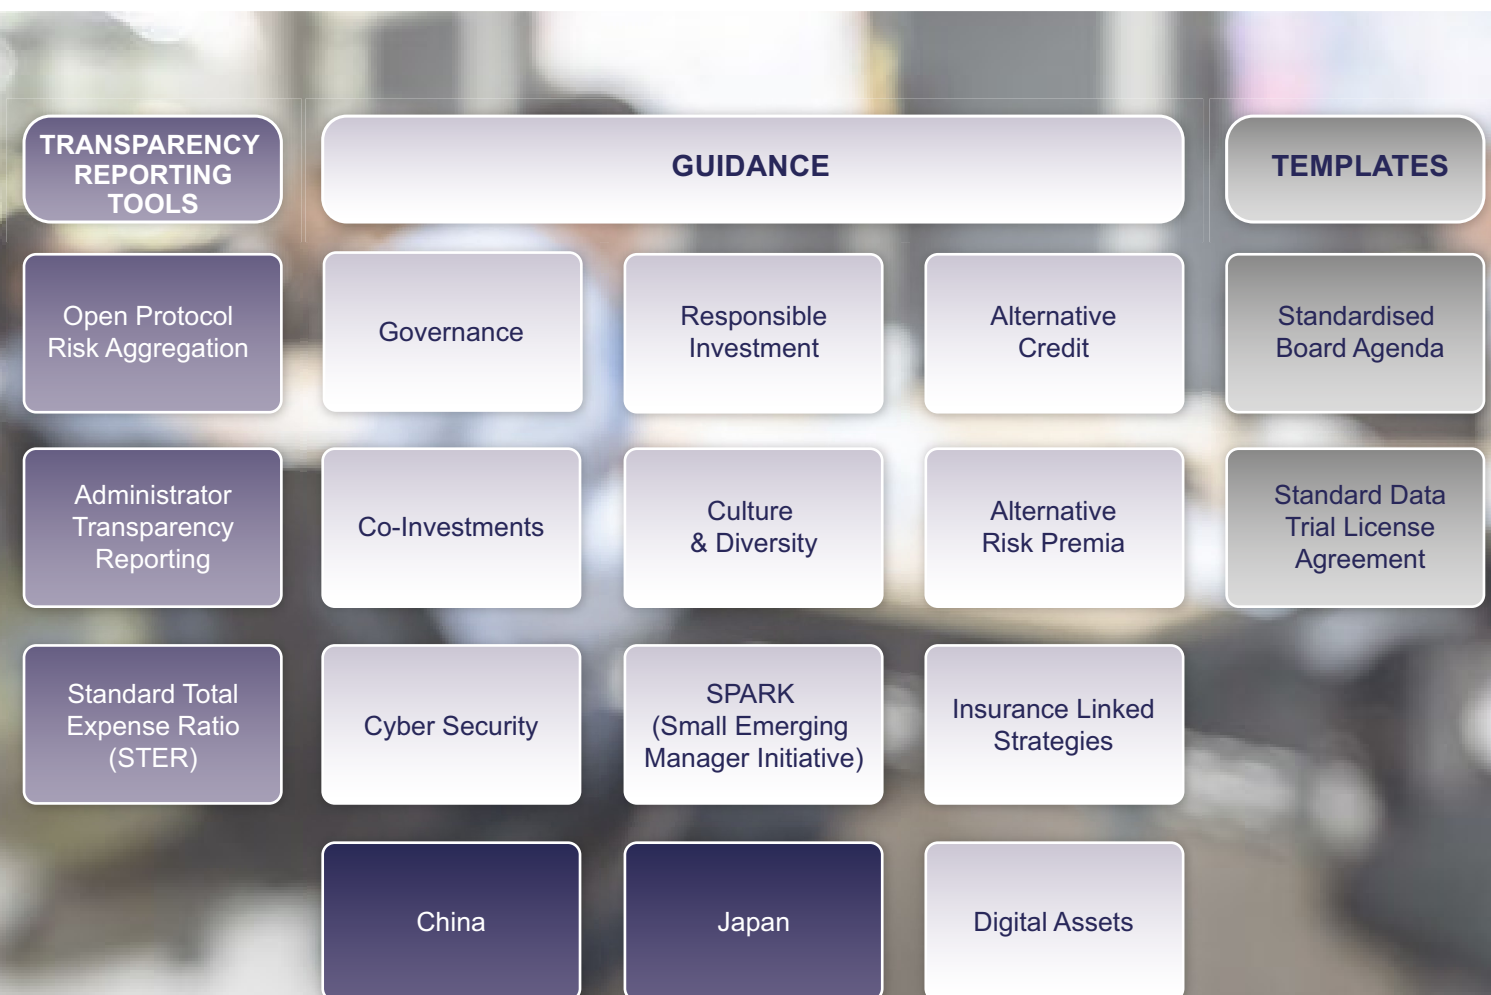 TRANSPARENCY
REPORTING
TOOLS
GUIDANCE
TEMPLATES
Open Protocol
Risk Aggregation
Governance
Responsible
Investment
Alternative
Credit
Standardised
Board Agenda
Administrator
Transparency
Reporting
Co-Investments
Culture
& Diversity
Alternative
Risk Premia
Standard Data
Trial License
Agreement
Standard Total
Expense Ratio
(STER)
Cyber Security
SPARK
(Small Emerging
Manager Initiative)
Insurance Linked
Strategies
China
Japan
Digital Assets